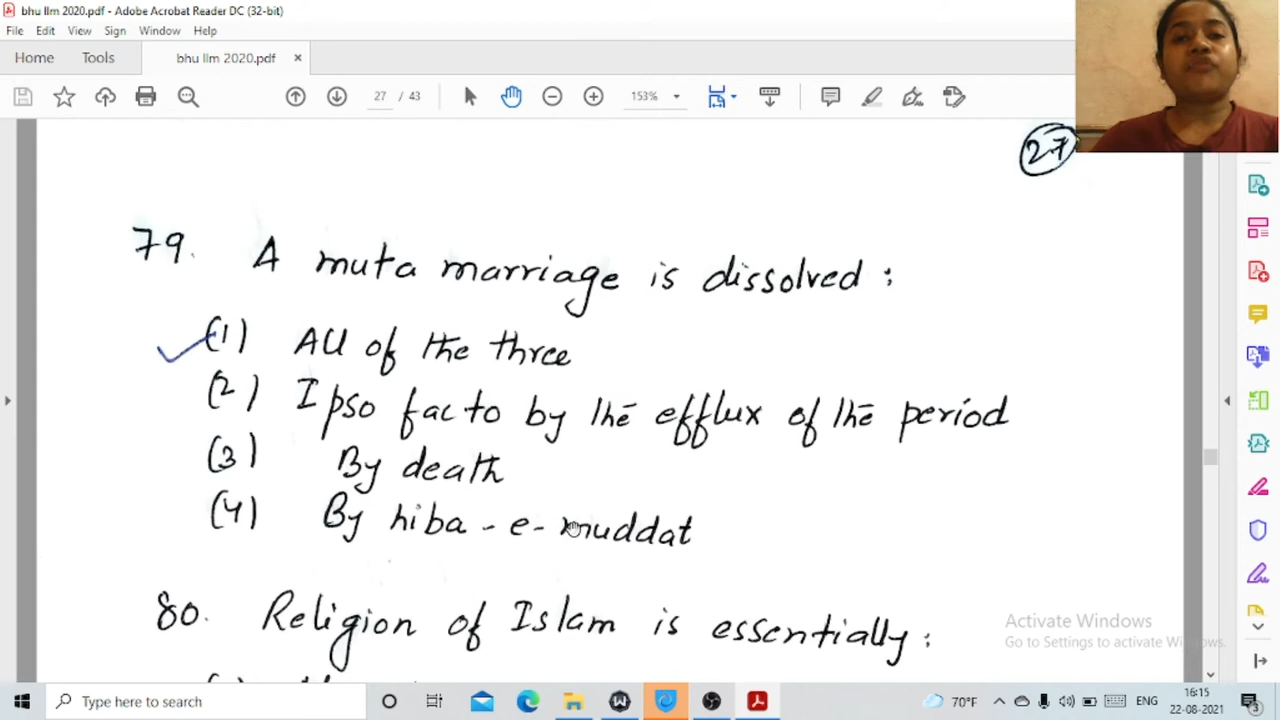 bhu llm 2020.pdf - Adobe Acrobat Reader DC (32-bit)
File Edit View Sign Window Help
Home Tools bhu llm 2020.pdf ×
27 / 43 153%
27
79. A muta marriage is dissolved :
(1) All of the three
(2) Ipso facto by the efflux of the period
(3) By death
(4) By hiba - e - muddat
80. Religion of Islam is essentially :
Activate Windows
Go to Settings to activate Windows.
Type here to search
70°F ENG 16:15
22-08-2021
3